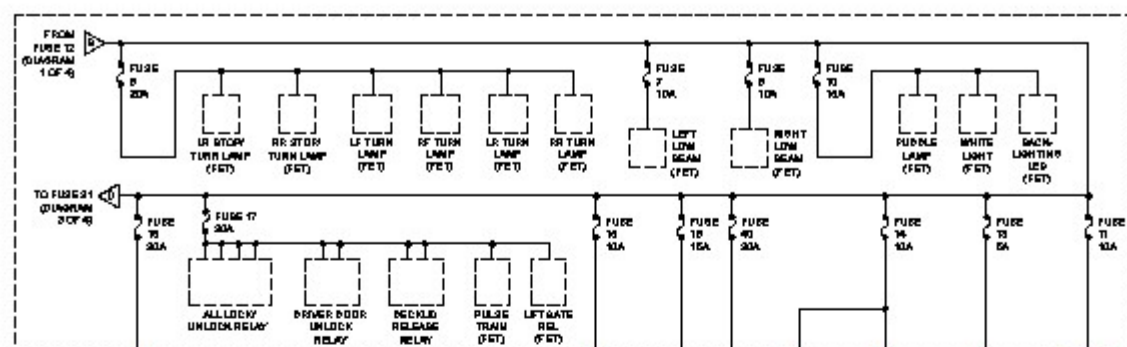 FROM
FUSE 12
(DIAGRAM
1 OF 4)
FUSE
20A
FUSE
7
10A
FUSE
10A
FUSE
10
15A
LR STOP/
TURN LAMP
(FET)
RR STOP/
TURN LAMP
(FET)
LF TURN
LAMP
(FET)
RF TURN
LAMP
(FET)
LR TURN
LAMP
(FET)
RR TURN
LAMP
(FET)
LEFT
LOW
BEAM
(FET)
RIGHT
LOW
BEAM
(FET)
PUDDLE
LAMP
(FET)
WHITE
LIGHT
(FET)
BACK-
LIGHTING
LED
(FET)
TO FUSE 21
(DIAGRAM
3 OF 4)
FUSE
20A
FUSE 17
20A
FUSE
10A
FUSE
15A
FUSE
40
20A
FUSE
14
10A
FUSE
13
5A
FUSE
11
10A
ALL LOCK/
UNLOCK RELAY
DRIVER DOOR
UNLOCK
RELAY
DECKLID
RELEASE
RELAY
PULSE
TRAIN
(FET)
LIFTGATE
REL
(FET)